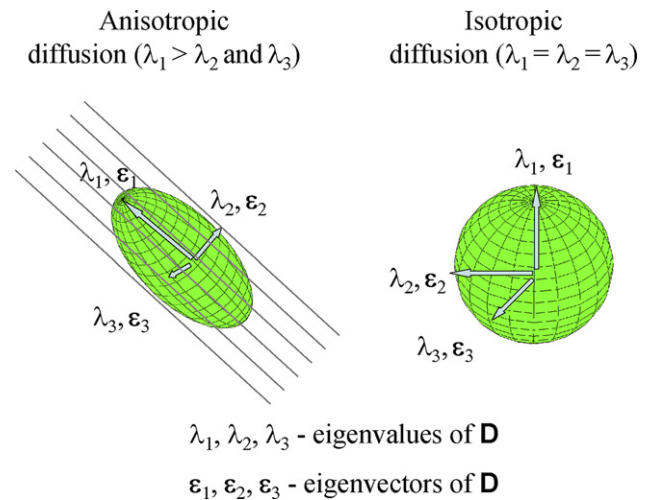 Anisotropic
diffusion (λ₁ > λ₂ and λ₃)
Isotropic
diffusion (λ₁ = λ₂ = λ₃)
λ₁, ε₁
λ₂, ε₂
λ₃, ε₃
λ₁, ε₁
λ₂, ε₂
λ₃, ε₃
λ₁, λ₂, λ₃ - eigenvalues of D
ε₁, ε₂, ε₃ - eigenvectors of D